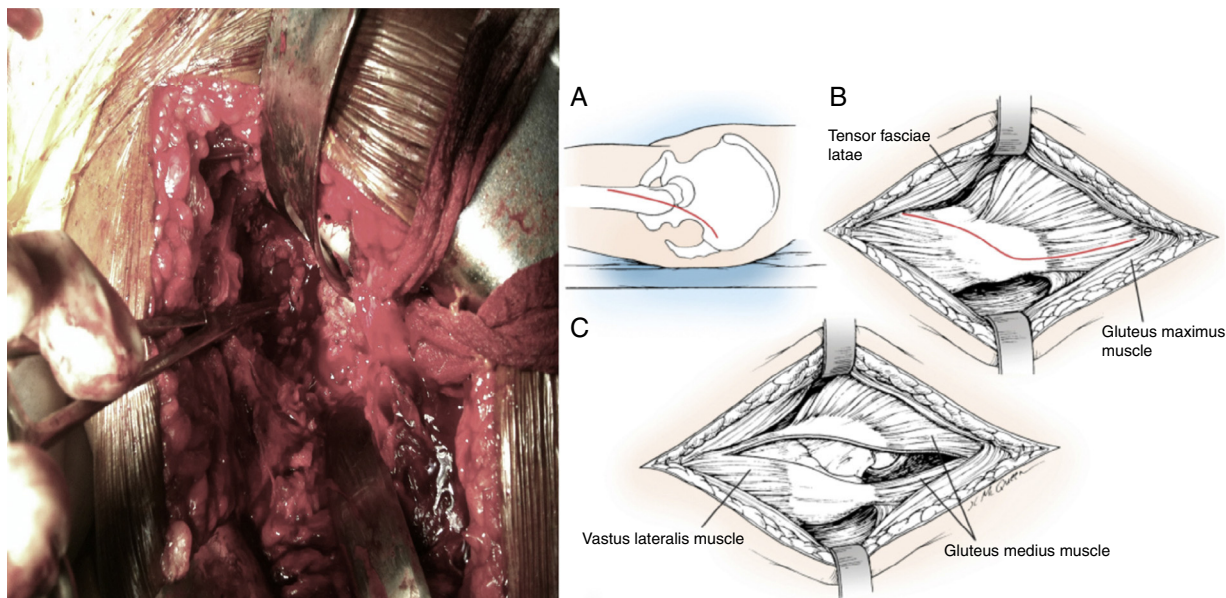 A
B
Tensor fasciae
latae
Gluteus maximus
muscle
C
Vastus lateralis muscle
Gluteus medius muscle